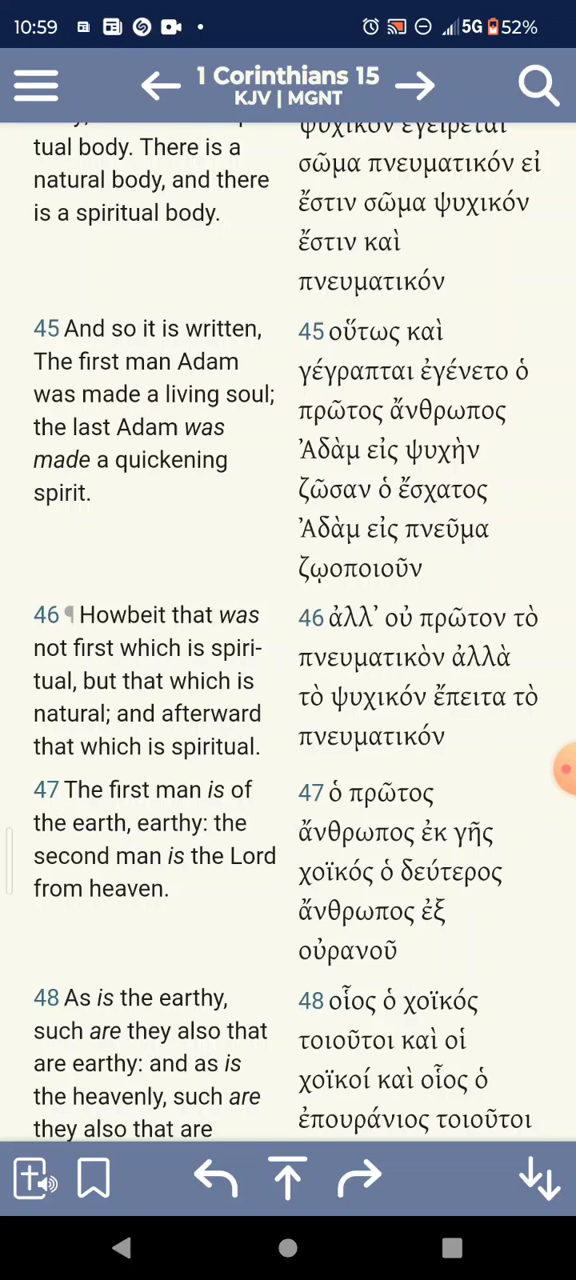 10:59
5G 52%
1 Corinthians 15
KJV | MGNT
tual body. There is a
natural body, and there
is a spiritual body.
ψυχικόν ἐγείρεται
σῶμα πνευματικόν εἰ
ἔστιν σῶμα ψυχικόν
ἔστιν καὶ
πνευματικόν
45 And so it is written,
The first man Adam
was made a living soul;
the last Adam was
made a quickening
spirit.
45 οὕτως καὶ
γέγραπται ἐγένετο ὁ
πρῶτος ἄνθρωπος
Ἀδὰμ εἰς ψυχὴν
ζῶσαν ὁ ἔσχατος
Ἀδὰμ εἰς πνεῦμα
ζῳοποιοῦν
46 ¶ Howbeit that was
not first which is spiri-
tual, but that which is
natural; and afterward
that which is spiritual.
46 ἀλλ’ οὐ πρῶτον τὸ
πνευματικὸν ἀλλὰ
τὸ ψυχικόν ἔπειτα τὸ
πνευματικόν
47 The first man is of
the earth, earthy: the
second man is the Lord
from heaven.
47 ὁ πρῶτος
ἄνθρωπος ἐκ γῆς
χοϊκός ὁ δεύτερος
ἄνθρωπος ἐξ
οὐρανοῦ
48 As is the earthy,
such are they also that
are earthy: and as is
the heavenly, such are
they also that are
48 οἷος ὁ χοϊκός
τοιοῦτοι καὶ οἱ
χοϊκοί καὶ οἷος ὁ
ἐπουράνιος τοιοῦτοι